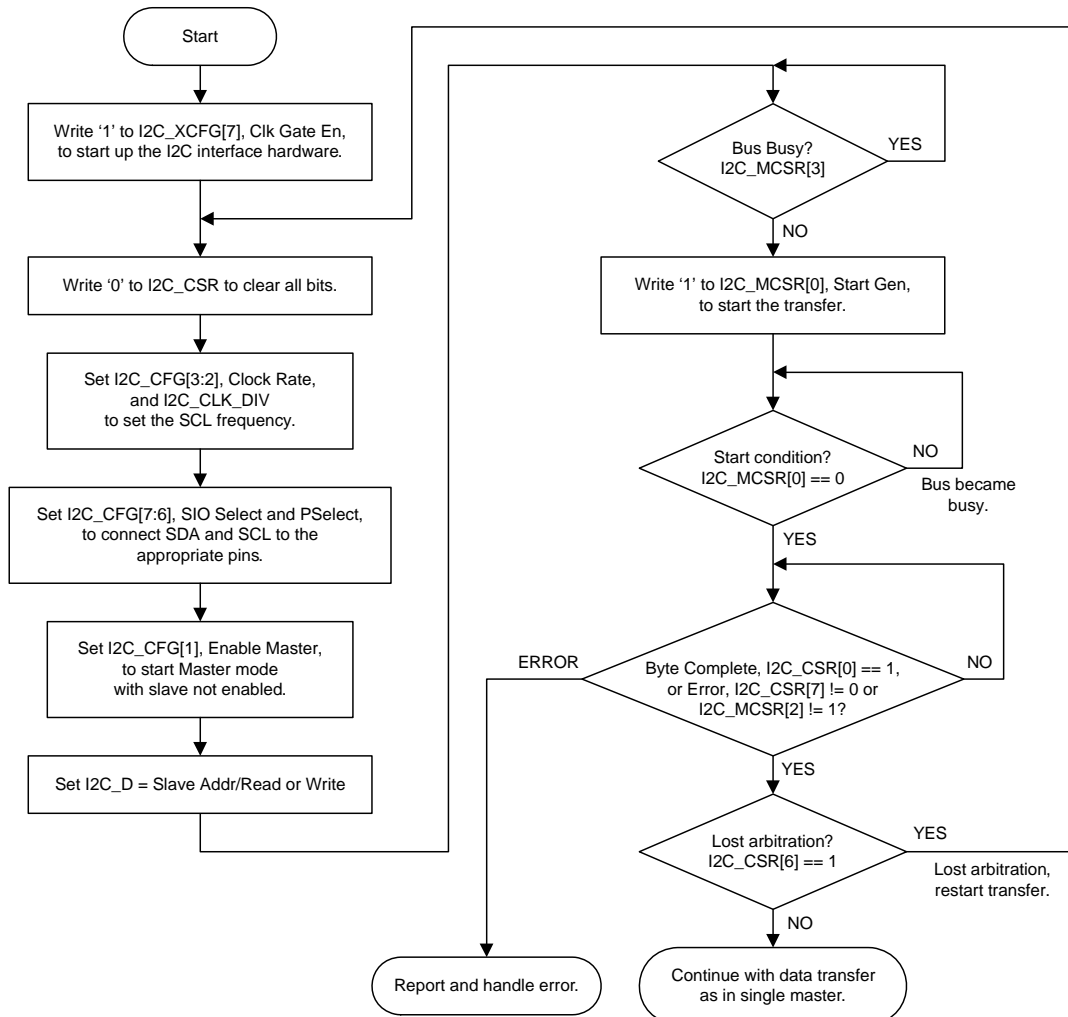 Start
Write ‘1’ to I2C_XCFG[7], Clk Gate En,
to start up the I2C interface hardware.
Write ‘0’ to I2C_CSR to clear all bits.
Set I2C_CFG[3:2], Clock Rate,
and I2C_CLK_DIV
to set the SCL frequency.
Set I2C_CFG[7:6], SIO Select and PSelect,
to connect SDA and SCL to the
appropriate pins.
Set I2C_CFG[1], Enable Master,
to start Master mode
with slave not enabled.
Set I2C_D = Slave Addr/Read or Write
Bus Busy?
I2C_MCSR[3]
YES
NO
Write ‘1’ to I2C_MCSR[0], Start Gen,
to start the transfer.
Start condition?
I2C_MCSR[0] == 0
NO
Bus became
busy.
YES
Byte Complete, I2C_CSR[0] == 1,
or Error, I2C_CSR[7] != 0 or
I2C_MCSR[2] != 1?
ERROR
NO
YES
Lost arbitration?
I2C_CSR[6] == 1
YES
Lost arbitration,
restart transfer.
NO
Report and handle error.
Continue with data transfer
as in single master.